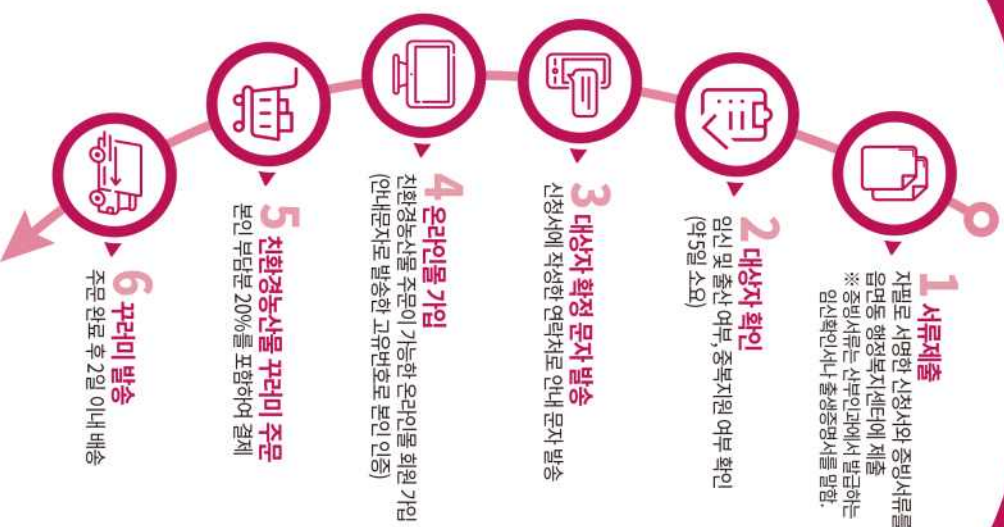 1 서류제출
자필로 서명한 신청서와 증빙서류를
읍면동 행정복지센터에 제출
※ 증빙서류는 산부인과에서 발급하는
임신확인서나 출생증명서를 말함.
2 대상자 확인
임신 및 출산 여부, 중복지원 여부 확인
(약5일 소요)
3 대상자 확정 문자 발송
신청서에 작성한 연락처로 안내 문자 발송
4 온라인몰 가입
친환경농산물 주문이 가능한 온라인몰 회원 가입
(안내문자로 발송한 고유번호로 본인 인증)
5 친환경농산물 꾸러미 주문
본인 부담분 20%를 포함하여 결제
6 꾸러미 발송
주문 완료 후 2일 이내 배송